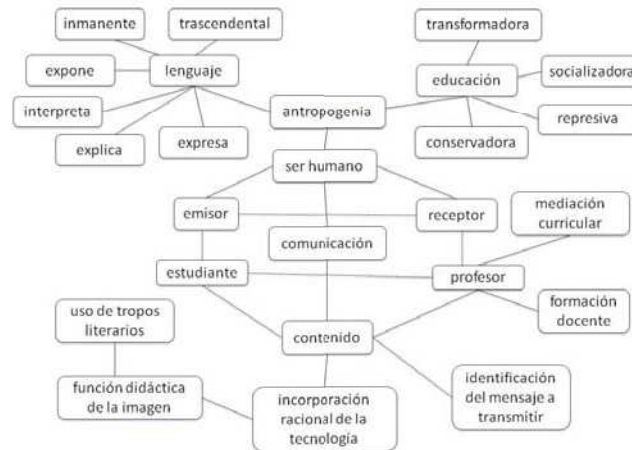 inmanente
trascendental
transformadora
expone
lenguaje
educación
socializadora
interpreta
antropogenia
represiva
explica
expresa
conservadora
ser humano
emisor
receptor
mediación
curricular
comunicación
estudiante
profesor
uso de tropos
literarios
formación
docente
contenido
función didáctica
de la imagen
incorporación
racional de la
tecnología
identificación
del mensaje a
transmitir